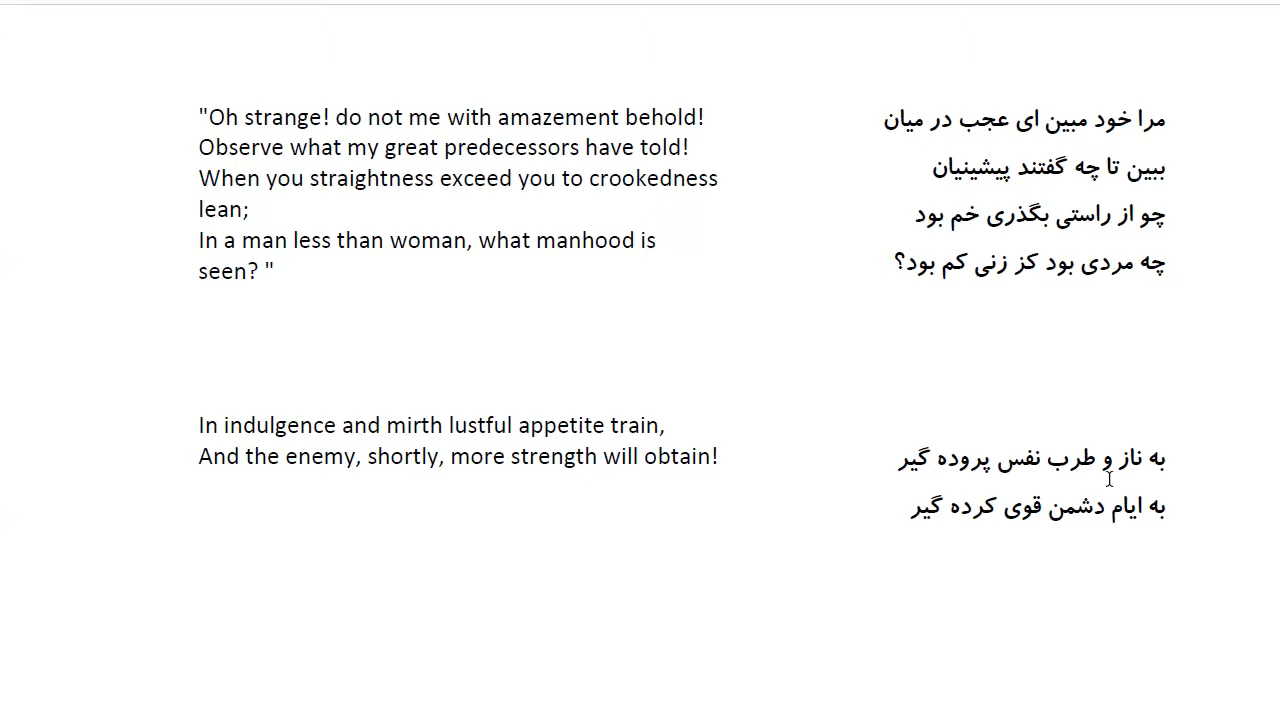 "Oh strange! do not me with amazement behold!
Observe what my great predecessors have told!
When you straightness exceed you to crookedness
lean;
In a man less than woman, what manhood is
seen? "
مرا خود مبین ای عجب در میان
ببین تا چه گفتند پیشینیان
چو از راستی بگذری خم بود
چه مردی بود کز زنی کم بود؟
In indulgence and mirth lustful appetite train,
And the enemy, shortly, more strength will obtain!
به ناز و طرب نفس پروده گیر
به ایام دشمن قوی کرده گیر